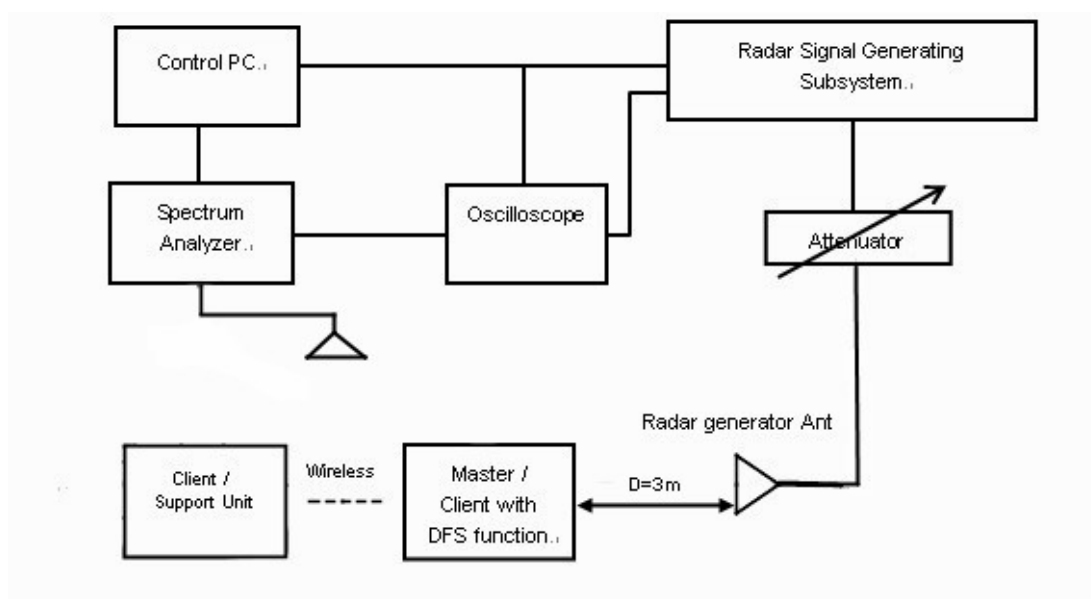 Control PC.
Radar Signal Generating
Subsystem.
Spectrum
Analyzer.
Oscilloscope
Attenuator
Radar generator Ant
Client /
Support Unit
Wireless
Master /
Client with
DFS function.
D=3m